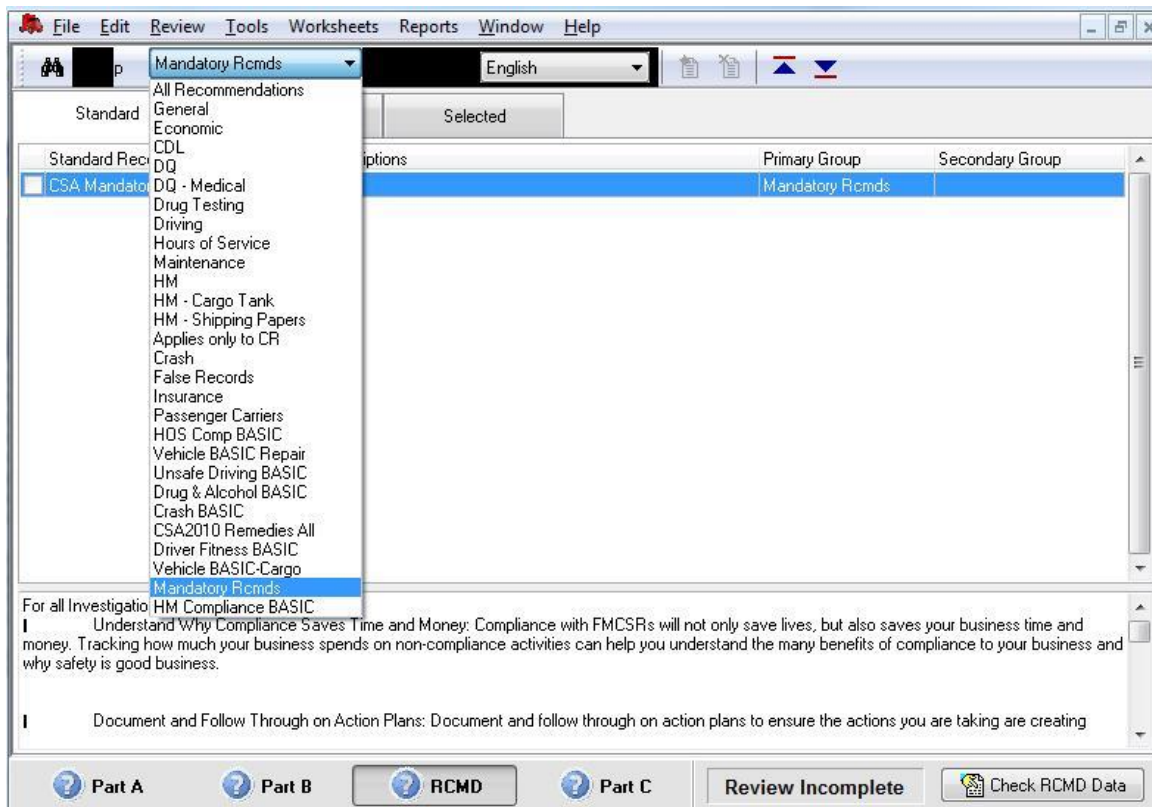 File Edit Review Tools Worksheets Reports Window Help
p Mandatory Rcmds English
Standard Selected
All Recommendations
General
Economic
CDL
DQ
DQ - Medical
Drug Testing
Driving
Hours of Service
Maintenance
HM
HM - Cargo Tank
HM - Shipping Papers
Applies only to CR
Crash
False Records
Insurance
Passenger Carriers
HOS Comp BASIC
Vehicle BASIC Repair
Unsafe Driving BASIC
Drug & Alcohol BASIC
Crash BASIC
CSA2010 Remedies All
Driver Fitness BASIC
Vehicle BASIC-Cargo
Mandatory Rcmds
HM Compliance BASIC
Standard Rec iptions Primary Group Secondary Group
CSA Mandato Mandatory Rcmds
For all Investigatio
Understand Why Compliance Saves Time and Money: Compliance with FMCSRs will not only save lives, but also saves your business time and
money. Tracking how much your business spends on non-compliance activities can help you understand the many benefits of compliance to your business and
why safety is good business.
Document and Follow Through on Action Plans: Document and follow through on action plans to ensure the actions you are taking are creating
Part A Part B RCMD Part C Review Incomplete Check RCMD Data